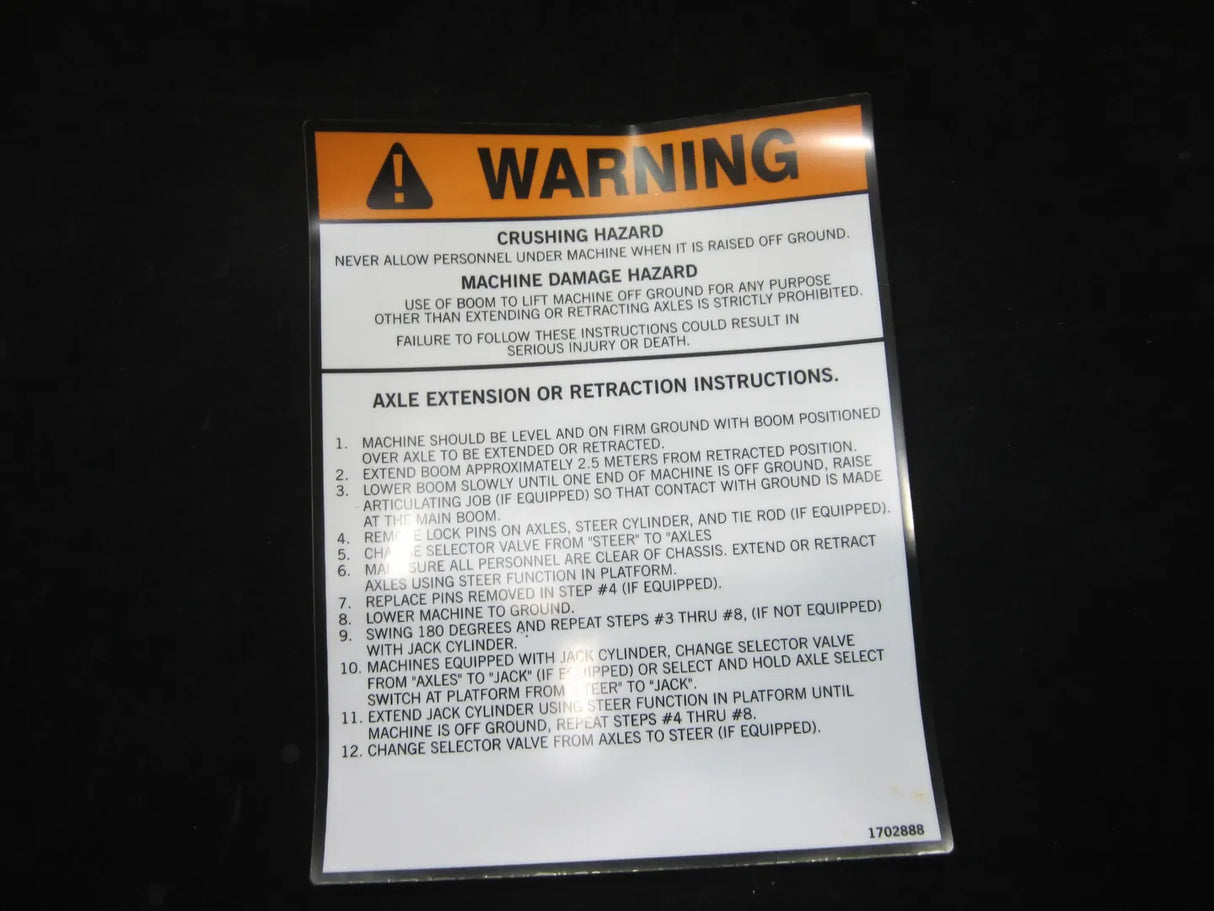 WARNING
CRUSHING HAZARD
NEVER ALLOW PERSONNEL UNDER MACHINE WHEN IT IS RAISED OFF GROUND.
MACHINE DAMAGE HAZARD
USE OF BOOM TO LIFT MACHINE OFF GROUND FOR ANY PURPOSE
OTHER THAN EXTENDING OR RETRACTING AXLES IS STRICTLY PROHIBITED.
FAILURE TO FOLLOW THESE INSTRUCTIONS COULD RESULT IN
SERIOUS INJURY OR DEATH.
AXLE EXTENSION OR RETRACTION INSTRUCTIONS.
1. MACHINE SHOULD BE LEVEL AND ON FIRM GROUND WITH BOOM POSITIONED
OVER AXLE TO BE EXTENDED OR RETRACTED.
2. EXTEND BOOM APPROXIMATELY 2.5 METERS FROM RETRACTED POSITION.
3. LOWER BOOM SLOWLY UNTIL ONE END OF MACHINE IS OFF GROUND, RAISE
ARTICULATING JOB (IF EQUIPPED) SO THAT CONTACT WITH GROUND IS MADE
AT THE MAIN BOOM.
4. LOCK PINS ON AXLES, STEER CYLINDER, AND TIE ROD (IF EQUIPPED).
5. SELECTOR VALVE FROM "STEER" TO "AXLES
6. SURE ALL PERSONNEL ARE CLEAR OF CHASSIS. EXTEND OR RETRACT
AXLES USING STEER FUNCTION IN PLATFORM.
7. REPLACE PINS REMOVED IN STEP #4 (IF EQUIPPED).
8. LOWER MACHINE TO GROUND.
9. SWING 180 DEGREES AND REPEAT STEPS #3 THRU #8, (IF NOT EQUIPPED)
WITH JACK CYLINDER.
10. MACHINES EQUIPPED WITH JACK CYLINDER, CHANGE SELECTOR VALVE
FROM "AXLES" TO "JACK" (IF EQUIPPED) OR SELECT AND HOLD AXLE SELECT
SWITCH AT PLATFORM FROM "STEER" TO "JACK".
11. EXTEND JACK CYLINDER USING STEER FUNCTION IN PLATFORM UNTIL
MACHINE IS OFF GROUND, REPEAT STEPS #4 THRU #8.
12. CHANGE SELECTOR VALVE FROM AXLES TO STEER (IF EQUIPPED).
1702888